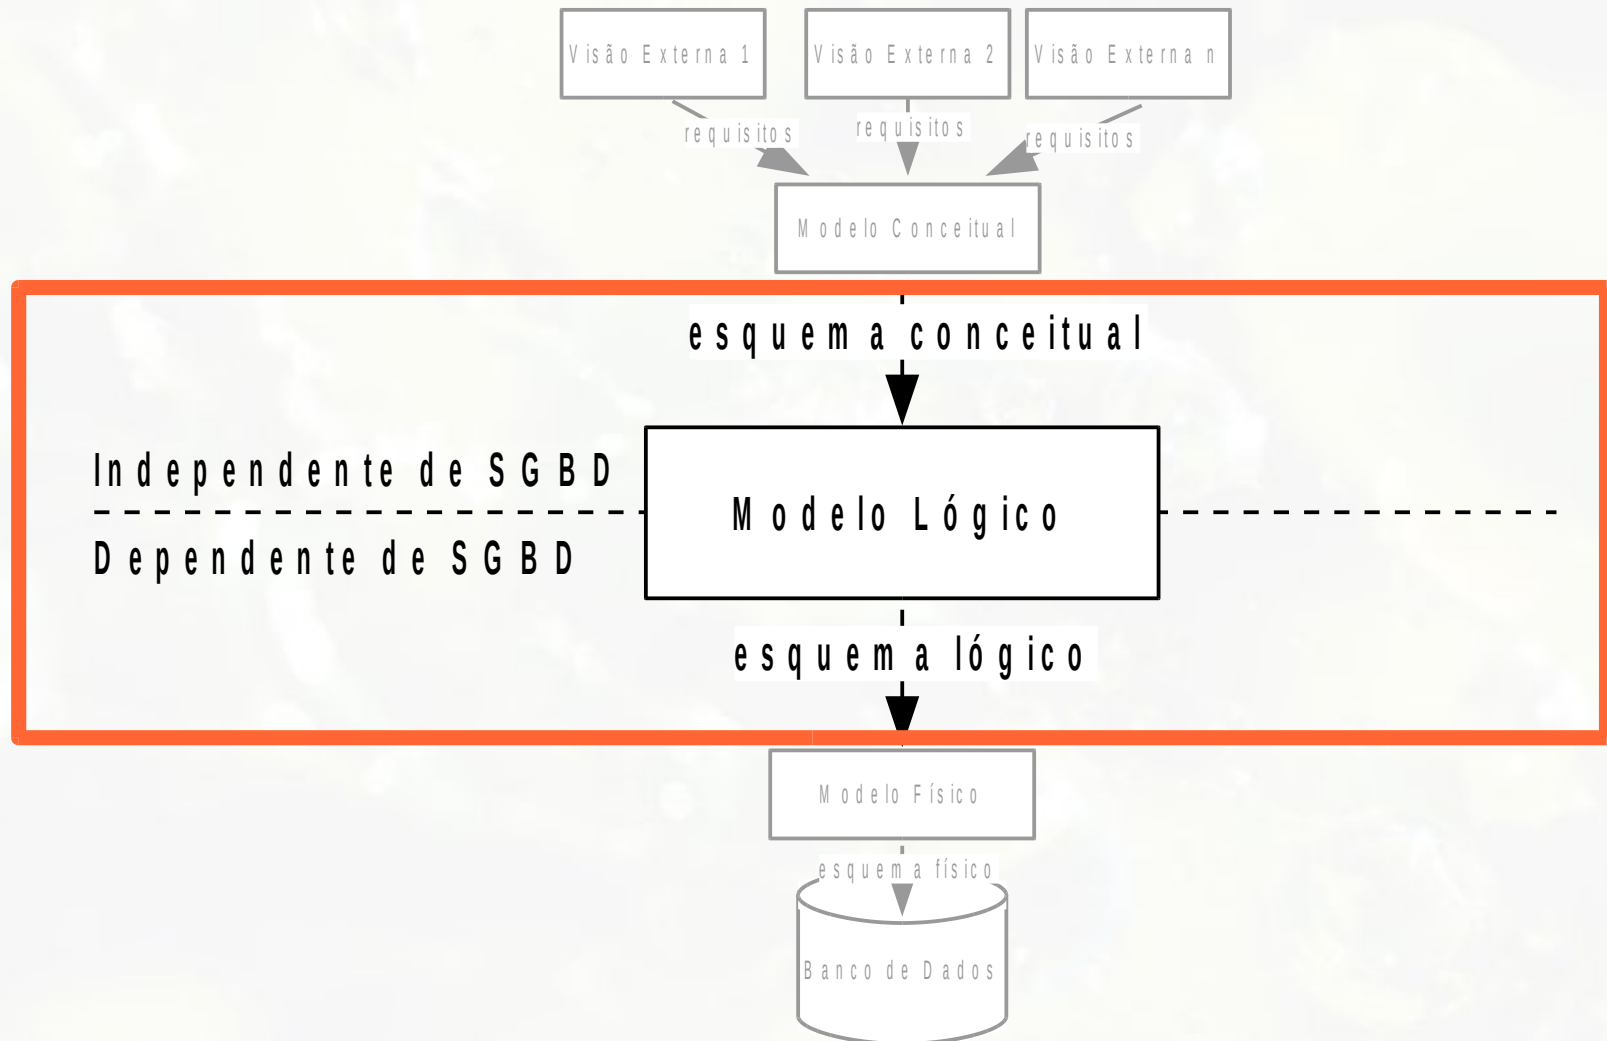 Visão Externa 1
Visão Externa 2
Visão Externa n
requisitos
requisitos
requisitos
Modelo Conceitual
esquema conceitual
Independente de SGBD
Modelo Lógico
Dependente de SGBD
esquema lógico
Modelo Físico
esquema físico
Banco de Dados